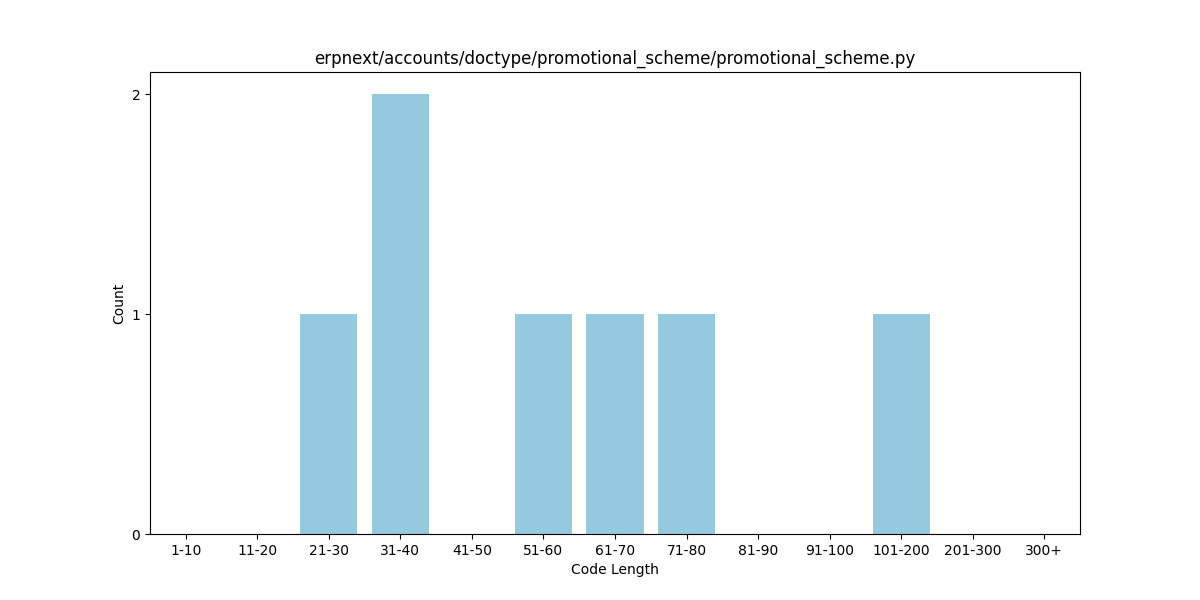 erpnext/accounts/doctype/promotional_scheme/promotional_scheme.py
Count
2
1
0
1-10 11-20 21-30 31-40 41-50 51-60 61-70 71-80 81-90 91-100 101-200 201-300 300+
Code Length